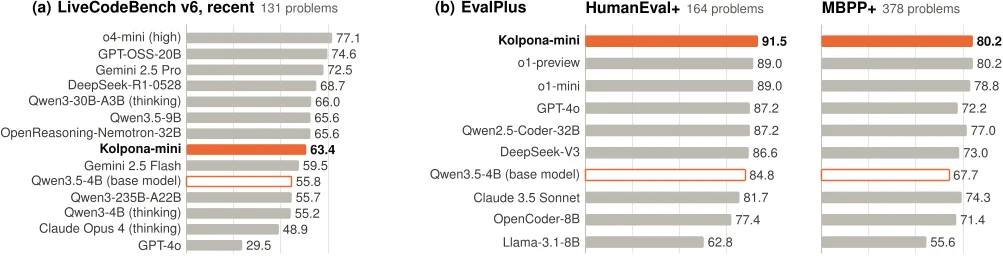 (a) LiveCodeBench v6, recent 131 problems
o4-mini (high) 77.1
GPT-OSS-20B 74.6
Gemini 2.5 Pro 72.5
DeepSeek-R1-0528 68.7
Qwen3-30B-A3B (thinking) 66.0
Qwen3.5-9B 65.6
OpenReasoning-Nemotron-32B 65.6
Kolpona-mini 63.4
Gemini 2.5 Flash 59.5
Qwen3.5-4B (base model) 55.8
Qwen3-235B-A22B 55.7
Qwen3-4B (thinking) 55.2
Claude Opus 4 (thinking) 48.9
GPT-4o 29.5
(b) EvalPlus HumanEval+ 164 problems MBPP+ 378 problems
Kolpona-mini 91.5 80.2
o1-preview 89.0 80.2
o1-mini 89.0 78.8
GPT-4o 87.2 72.2
Qwen2.5-Coder-32B 87.2 77.0
DeepSeek-V3 86.6 73.0
Qwen3.5-4B (base model) 84.8 67.7
Claude 3.5 Sonnet 81.7 74.3
OpenCoder-8B 77.4 71.4
Llama-3.1-8B 62.8 55.6